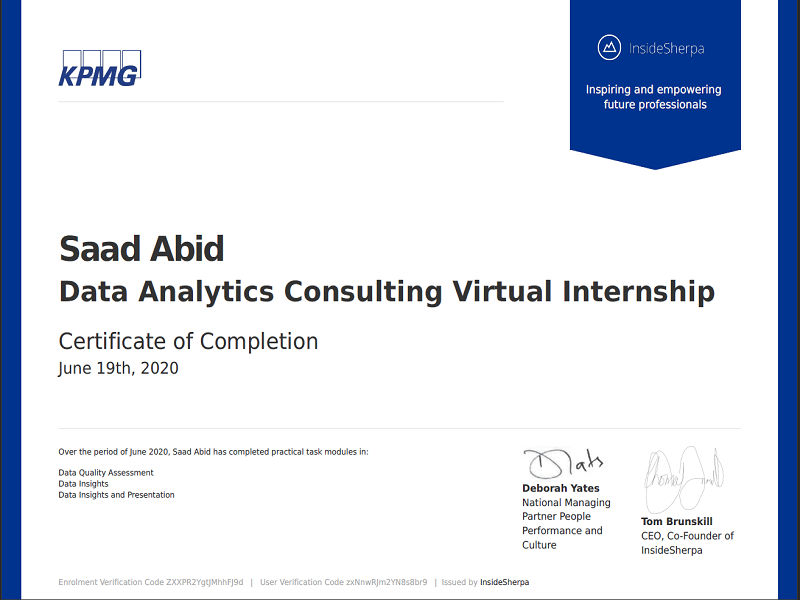 KPMG
InsideSherpa
Inspiring and empowering
future professionals
Saad Abid
Data Analytics Consulting Virtual Internship
Certificate of Completion
June 19th, 2020
Over the period of June 2020, Saad Abid has completed practical task modules in:
Data Quality Assessment
Data Insights
Data Insights and Presentation
Deborah Yates
National Managing
Partner People
Performance and
Culture
Tom Brunskill
CEO, Co-Founder of
InsideSherpa
Enrolment Verification Code ZXXPR2YgtJMhhFJ9d | User Verification Code zxNnwRJm2YN8s8br9 | Issued by InsideSherpa